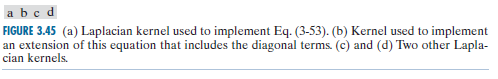 a b c d
FIGURE 3.45 (a) Laplacian kernel used to implement Eq. (3-53). (b) Kernel used to implement
an extension of this equation that includes the diagonal terms. (c) and (d) Two other Lapla-
cian kernels.